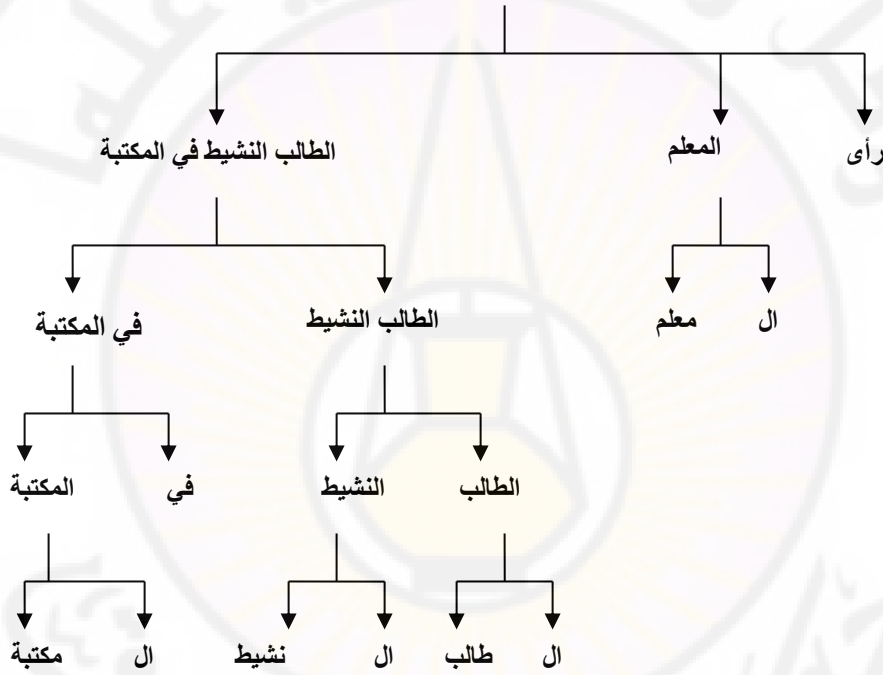 رأى المعلم الطالب النشيط في المكتبة
ال معلم الطالب النشيط في المكتبة
الطالب النشيط في المكتبة
ال طالب ال نشيط ال مكتبة